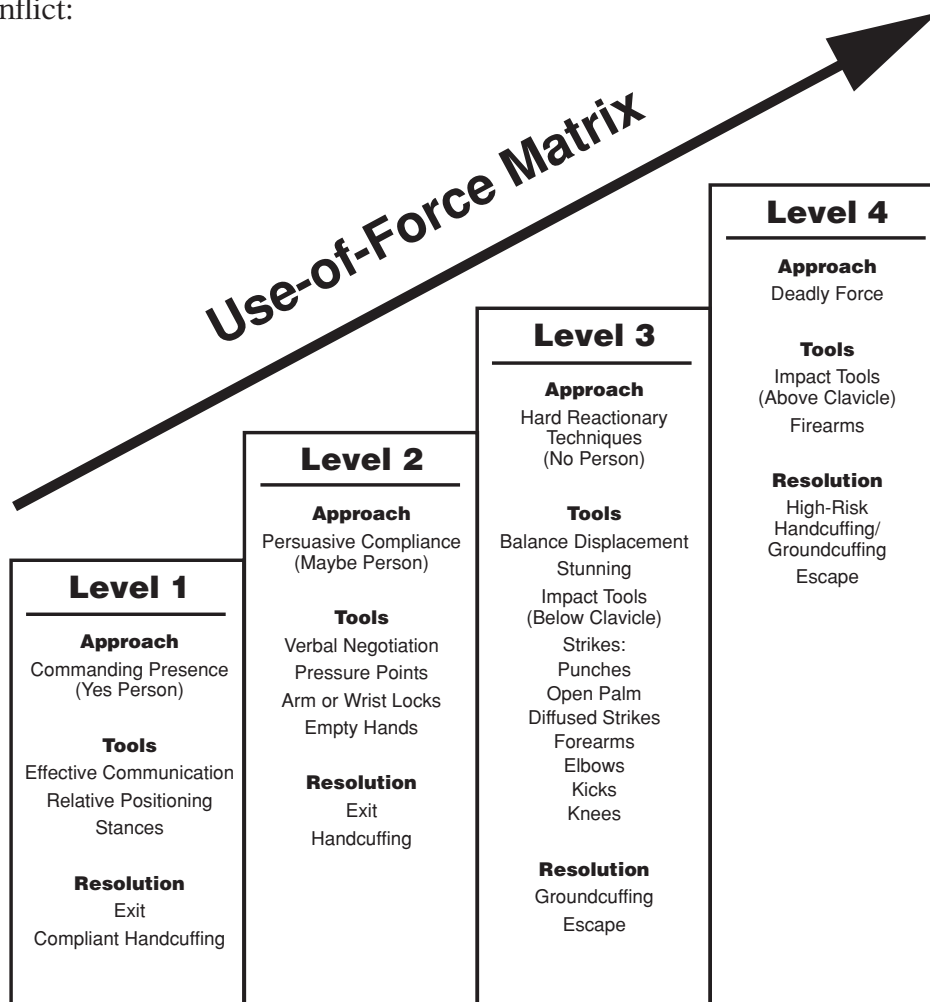 nflict:
Use-of-Force Matrix
Level 1
Approach
Commanding Presence
(Yes Person)
Tools
Effective Communication
Relative Positioning
Stances
Resolution
Exit
Compliant Handcuffing
Level 2
Approach
Persuasive Compliance
(Maybe Person)
Tools
Verbal Negotiation
Pressure Points
Arm or Wrist Locks
Empty Hands
Resolution
Exit
Handcuffing
Level 3
Approach
Hard Reactionary
Techniques
(No Person)
Tools
Balance Displacement
Stunning
Impact Tools
(Below Clavicle)
Strikes:
Punches
Open Palm
Diffused Strikes
Forearms
Elbows
Kicks
Knees
Resolution
Groundcuffing
Escape
Level 4
Approach
Deadly Force
Tools
Impact Tools
(Above Clavicle)
Firearms
Resolution
High-Risk
Handcuffing/
Groundcuffing
Escape